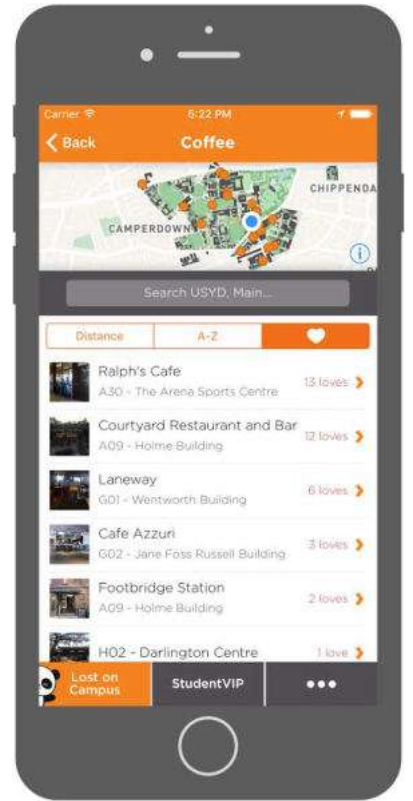 Carrier 5:22 PM
Back Coffee
CHIPPENDA
CAMPERDOWN
Search USYD, Main...
Distance A-Z
Ralph's Cafe
A30 - The Arena Sports Centre
13 loves
Courtyard Restaurant and Bar
A09 - Holme Building
12 loves
Laneway
G01 - Wentworth Building
6 loves
Cafe Azzuri
G02 - Jane Foss Russell Building
3 loves
Footbridge Station
A09 - Holme Building
2 loves
H02 - Darlington Centre
1 love
Lost on
Campus
StudentVIP